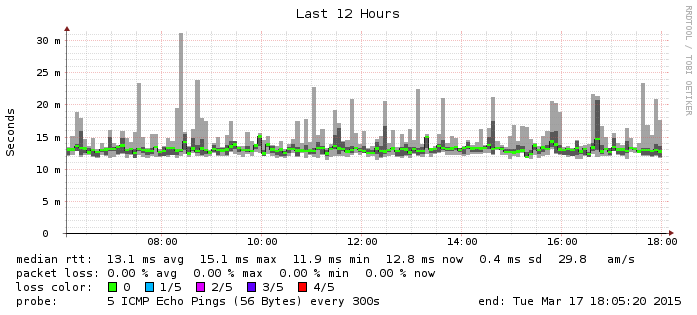 Last 12 Hours
RRDTOOL / TOBI OETIKER
Seconds
30 m
25 m
20 m
15 m
10 m
5 m
0
08:00 10:00 12:00 14:00 16:00 18:00
median rtt: 13.1 ms avg 15.1 ms max 11.9 ms min 12.8 ms now 0.4 ms sd 29.8 am/s
packet loss: 0.00 % avg 0.00 % max 0.00 % min 0.00 % now
loss color: 0 1/5 2/5 3/5 4/5
probe: 5 ICMP Echo Pings (56 Bytes) every 300s end: Tue Mar 17 18:05:20 2015